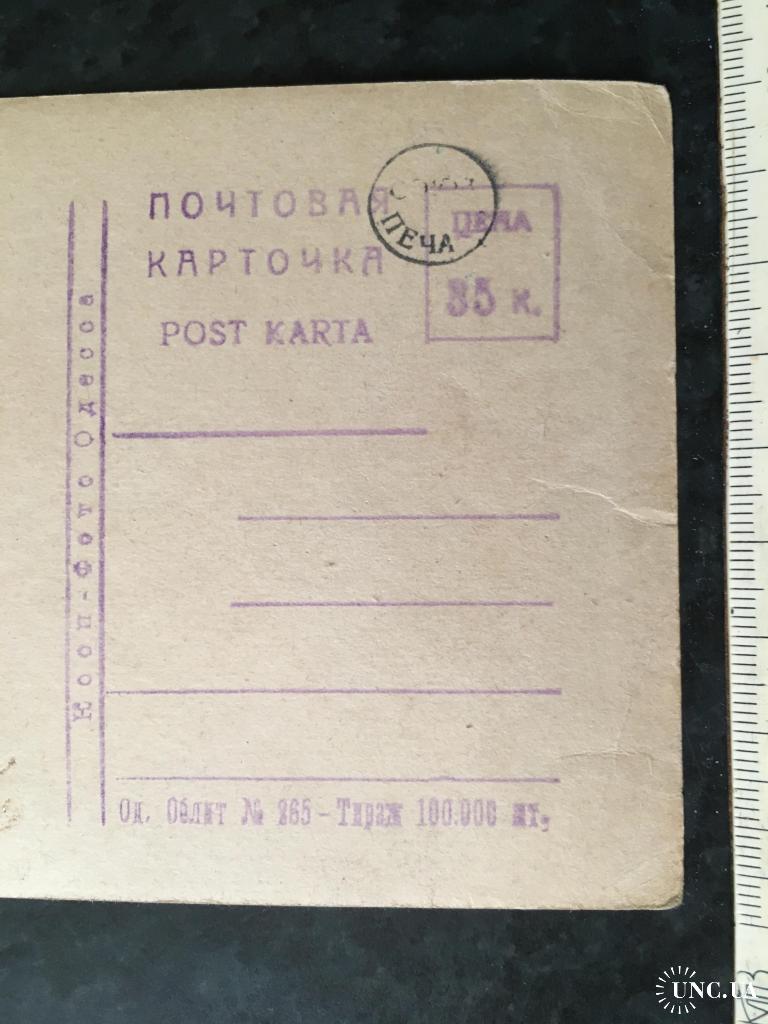 ПОЧТОВАЯ
КАРТОЧКА
POST KARTA
ПЕЧА
ЦЕНА
35 к.
Кооп-Фото Одесса
Од. Облит № 265 - Тираж 100.000 шт,
UNC.UA